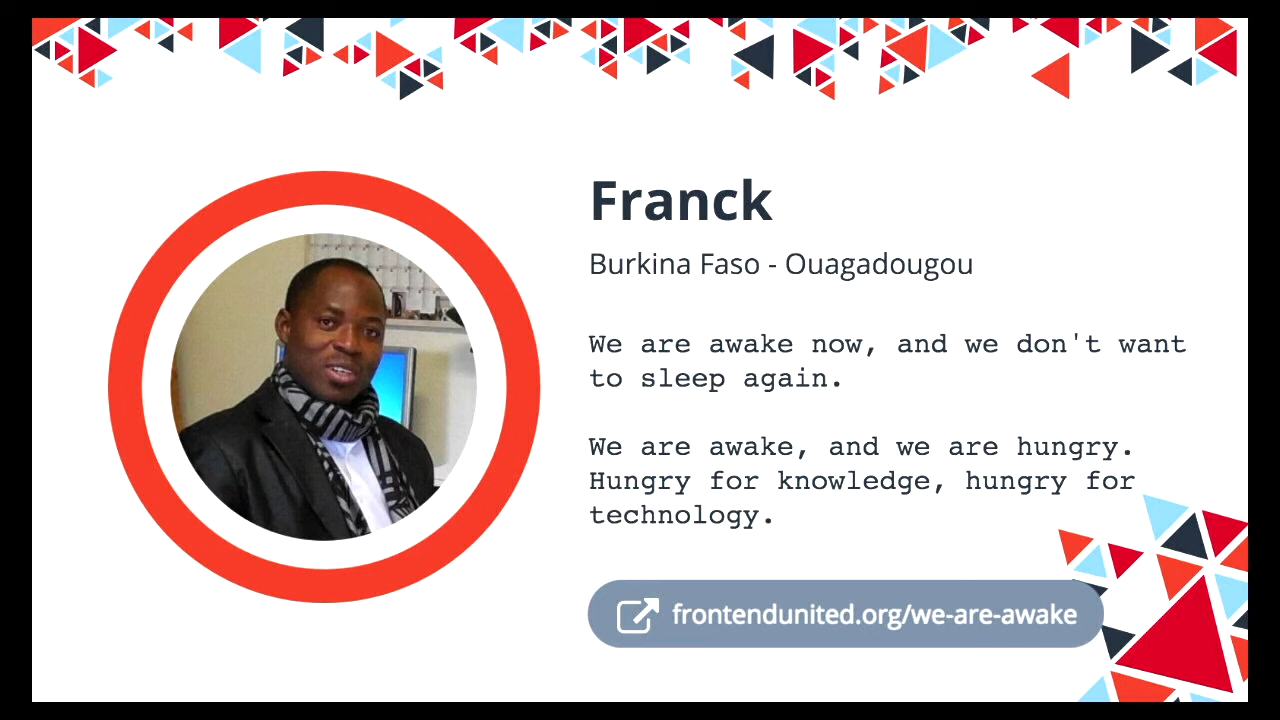 Franck
Burkina Faso - Ouagadougou
We are awake now, and we don't want
to sleep again.
We are awake, and we are hungry.
Hungry for knowledge, hungry for
technology.
frontendunited.org/we-are-awake